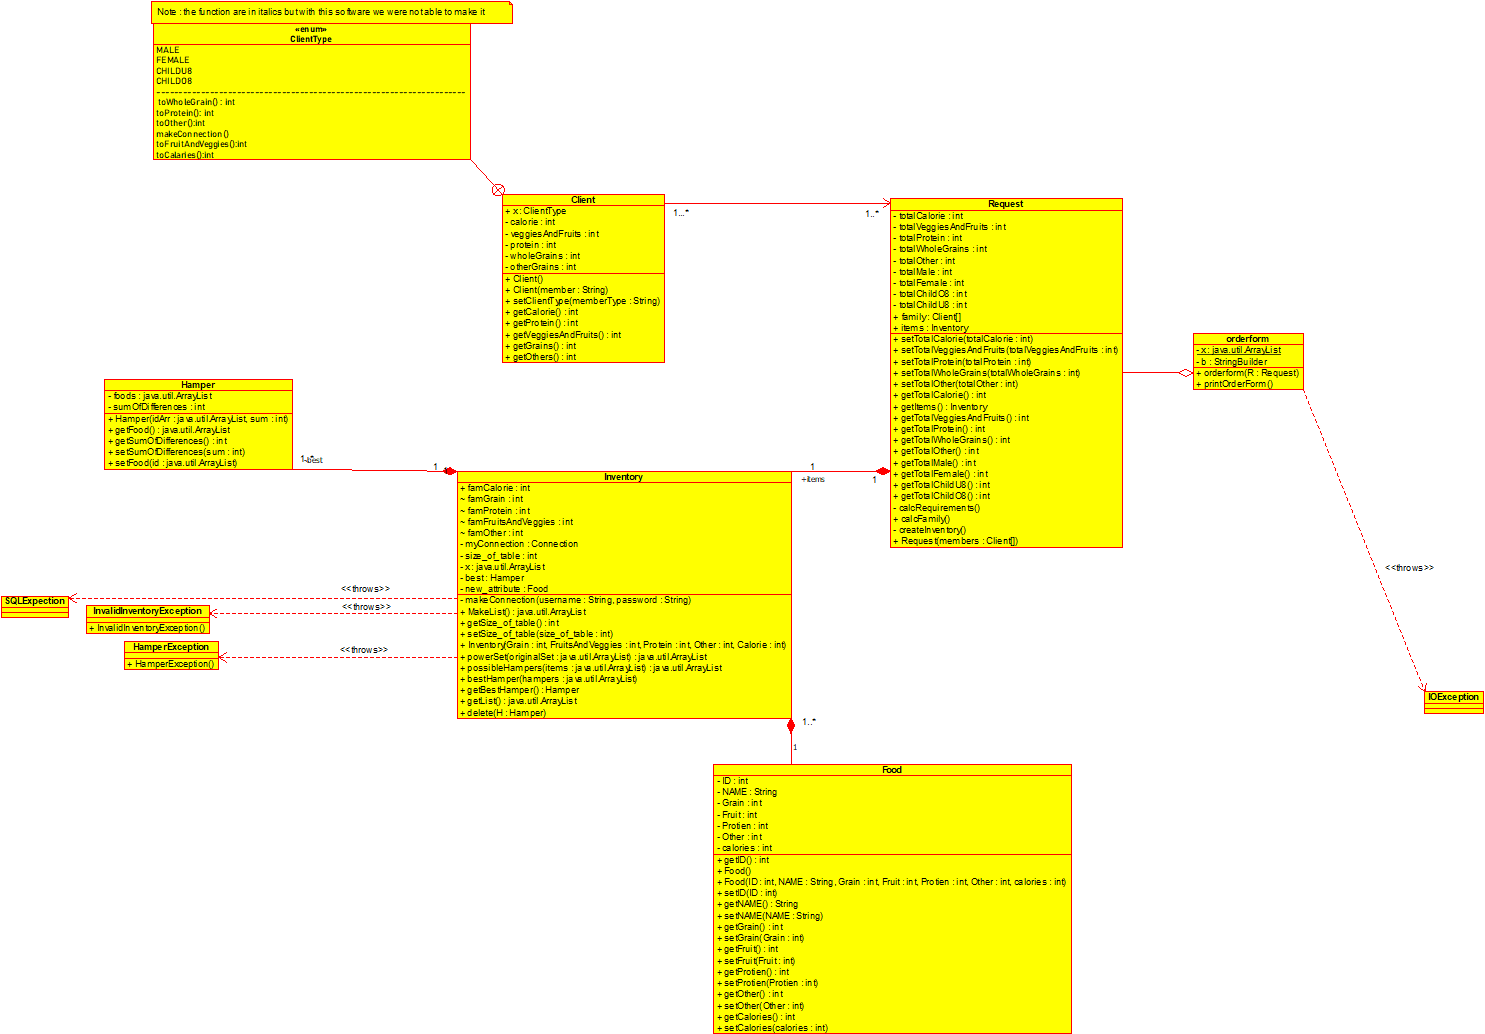 Note : the function are in italics but with this software we were not able to make it
«enum»
ClientType
MALE
FEMALE
CHILDU8
CHILDO8
toWholeGrain() : int
toProtein(): int
toOther():int
makeConnection()
toFruitAndVeggies():int
toCalaries():int
Client
+ x : ClientType
- calorie : int
- veggiesAndFruits : int
- protein : int
- wholeGrains : int
- otherGrains : int
+ Client()
+ Client(member : String)
+ setClientType(memberType : String)
+ getCalorie() : int
+ getProtein() : int
+ getVeggiesAndFruits() : int
+ getGrains() : int
+ getOthers() : int
1...*
1..*
Request
- totalCalorie : int
- totalVeggiesAndFruits : int
- totalProtein : int
- totalWholeGrains : int
- totalOther : int
- totalMale : int
- totalFemale : int
- totalChildO8 : int
- totalChildU8 : int
+ family : Client[]
+ items : Inventory
+ setTotalCalorie(totalCalorie : int)
+ setTotalVeggiesAndFruits(totalVeggiesAndFruits : int)
+ setTotalProtein(totalProtein : int)
+ setTotalWholeGrains(totalWholeGrains : int)
+ setTotalOther(totalOther : int)
+ getTotalCalorie() : int
+ getItems() : Inventory
+ getTotalVeggiesAndFruits() : int
+ getTotalProtein() : int
+ getTotalWholeGrains() : int
+ getTotalOther() : int
+ getTotalMale() : int
+ getTotalFemale() : int
+ getTotalChildU8() : int
+ getTotalChildO8() : int
- calcRequirements()
+ calcFamily()
- createInventory()
+ Request(members : Client[])
orderform
- x : java.util.ArrayList
- b : StringBuilder
+ orderform(R : Request)
+ printOrderForm()
<<throws>>
IOException
Hamper
- foods : java.util.ArrayList
- sumOfDifferences : int
+ Hamper(idArr : java.util.ArrayList, sum : int)
+ getFood() : java.util.ArrayList
+ getSumOfDifferences() : int
+ setSumOfDifferences(sum : int)
+ setFood(id : java.util.ArrayList)
-best
1
1
+items
1
Inventory
+ famCalorie : int
~ famGrain : int
~ famProtein : int
~ famFruitsAndVeggies : int
~ famOther : int
- myConnection : Connection
- size_of_table : int
- x : java.util.ArrayList
- best : Hamper
- new_attribute : Food
- makeConnection(username : String, password : String)
+ MakeList() : java.util.ArrayList
+ getSize_of_table() : int
+ setSize_of_table(size_of_table : int)
+ Inventory(Grain : int, FruitsAndVeggies : int, Protein : int, Other : int, Calorie : int)
+ powerSet(originalSet : java.util.ArrayList) : java.util.ArrayList
+ possibleHampers(items : java.util.ArrayList) : java.util.ArrayList
+ bestHamper(hampers : java.util.ArrayList)
+ getBestHamper() : Hamper
+ getList() : java.util.ArrayList
+ delete(H : Hamper)
<<throws>>
<<throws>>
<<throws>>
SQLExpection
InvalidInventoryException
+ InvalidInventoryException()
HamperException
+ HamperException()
1..*
1
Food
- ID : int
- NAME : String
- Grain : int
- Fruit : int
- Protien : int
- Other : int
- calories : int
+ getID() : int
+ Food()
+ Food(ID : int, NAME : String, Grain : int, Fruit : int, Protien : int, Other : int, calories : int)
+ setID(ID : int)
+ getNAME() : String
+ setNAME(NAME : String)
+ getGrain() : int
+ setGrain(Grain : int)
+ getFruit() : int
+ setFruit(Fruit : int)
+ getProtien() : int
+ setProtien(Protien : int)
+ getOther() : int
+ setOther(Other : int)
+ getCalories() : int
+ setCalories(calories : int)